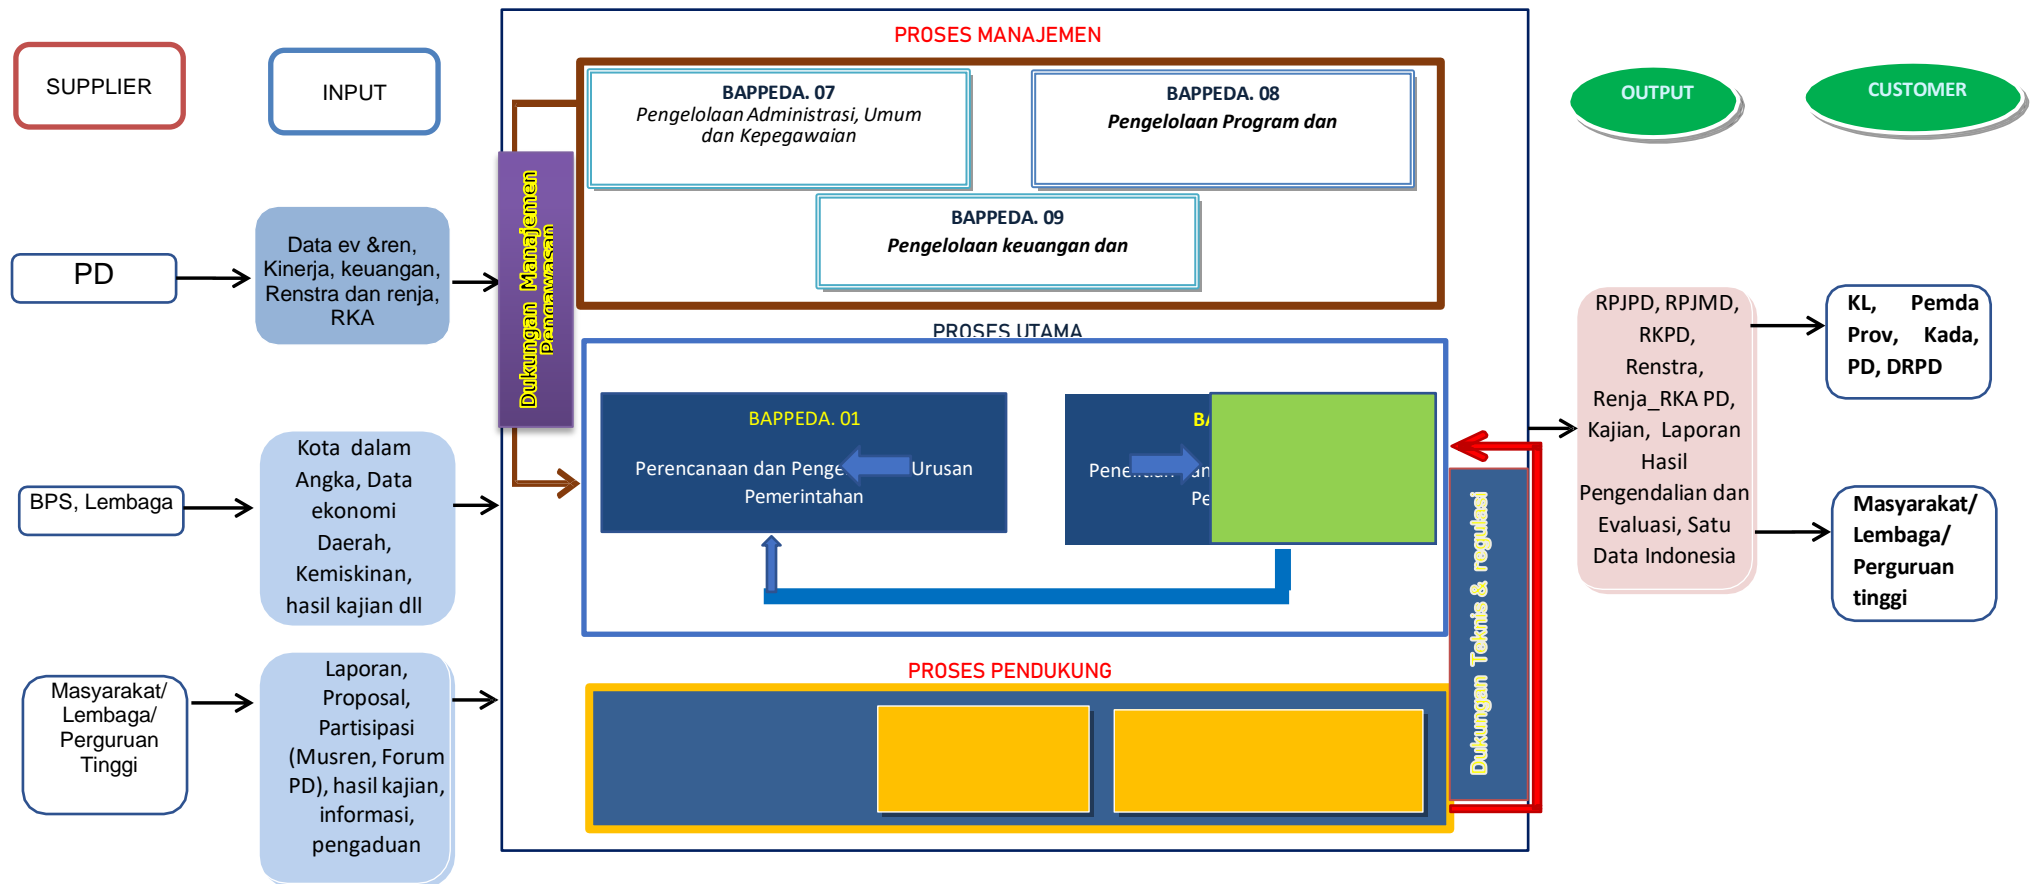 SUPPLIER
INPUT
PROSES MANAJEMEN
BAPPEDA. 07
Pengelolaan Administrasi, Umum
dan Kepegawaian
BAPPEDA. 08
Pengelolaan Program dan
BAPPEDA. 09
Pengelolaan keuangan dan
OUTPUT
CUSTOMER
Dukungan Manajemen
Pengawasan
PD
Data ev &ren,
Kinerja, keuangan,
Renstra dan renja,
RKA
BPS, Lembaga
Kota dalam
Angka, Data
ekonomi
Daerah,
Kemiskinan,
hasil kajian dll
Masyarakat/
Lembaga/
Perguruan
Tinggi
Laporan,
Proposal,
Partisipasi
(Musren, Forum
PD), hasil kajian,
informasi,
pengaduan
PROSES UTAMA
BAPPEDA. 01
Perencanaan dan Urusan
Pemerintahan
PROSES PENDUKUNG
Dukungan Teknis & regulasi
RPJPD, RPJMD,
RKPD,
Renstra,
Renja_RKA PD,
Kajian, Laporan
Hasil
Pengendalian dan
Evaluasi, Satu
Data Indonesia
KL, Pemda
Prov, Kada,
PD, DRPD
Masyarakat/
Lembaga/
Perguruan
tinggi